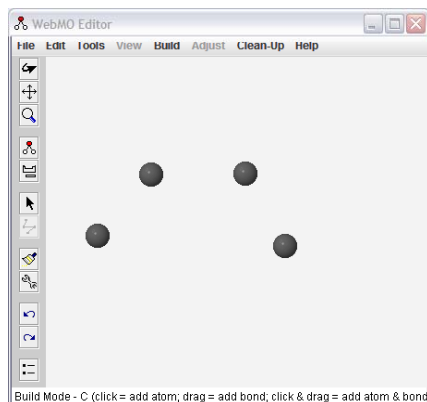 WebMO Editor
File Edit Tools View Build Adjust Clean-Up Help
Build Mode - C (click = add atom; drag = add bond; click & drag = add atom & bond